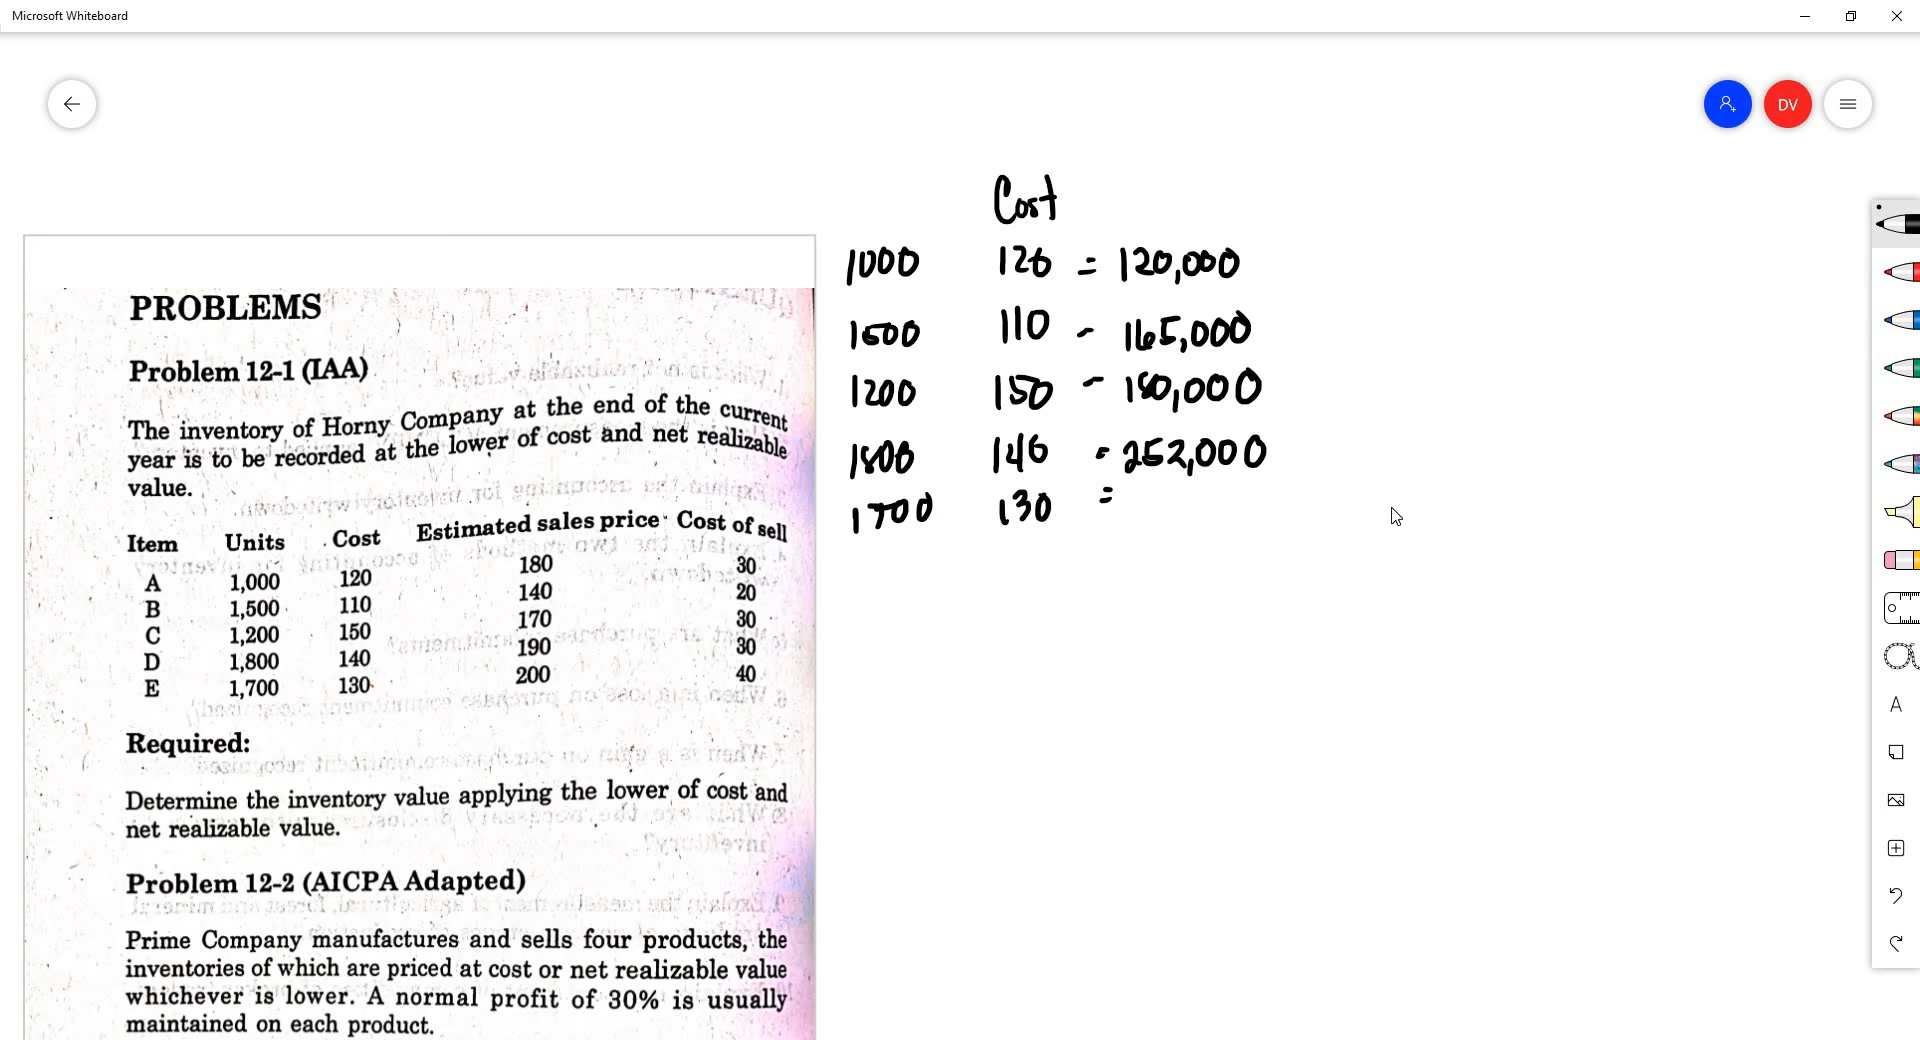 Microsoft Whiteboard
DV
Cost
1000 120 = 120,000
1500 110 - 165,000
1200 150 - 180,000
1800 140 = 252,000
1700 130 =
PROBLEMS
Problem 12-1 (IAA)
The inventory of Horny Company at the end of the current
year is to be recorded at the lower of cost and net realizable
value.
Item Units Cost Estimated sales price Cost of sell
A 1,000 120 180 30
B 1,500 110 140 20
C 1,200 150 170 30
D 1,800 140 190 30
E 1,700 130 200 40
Required:
Determine the inventory value applying the lower of cost and
net realizable value.
Problem 12-2 (AICPA Adapted)
Prime Company manufactures and sells four products, the
inventories of which are priced at cost or net realizable value
whichever is lower. A normal profit of 30% is usually
maintained on each product.
A